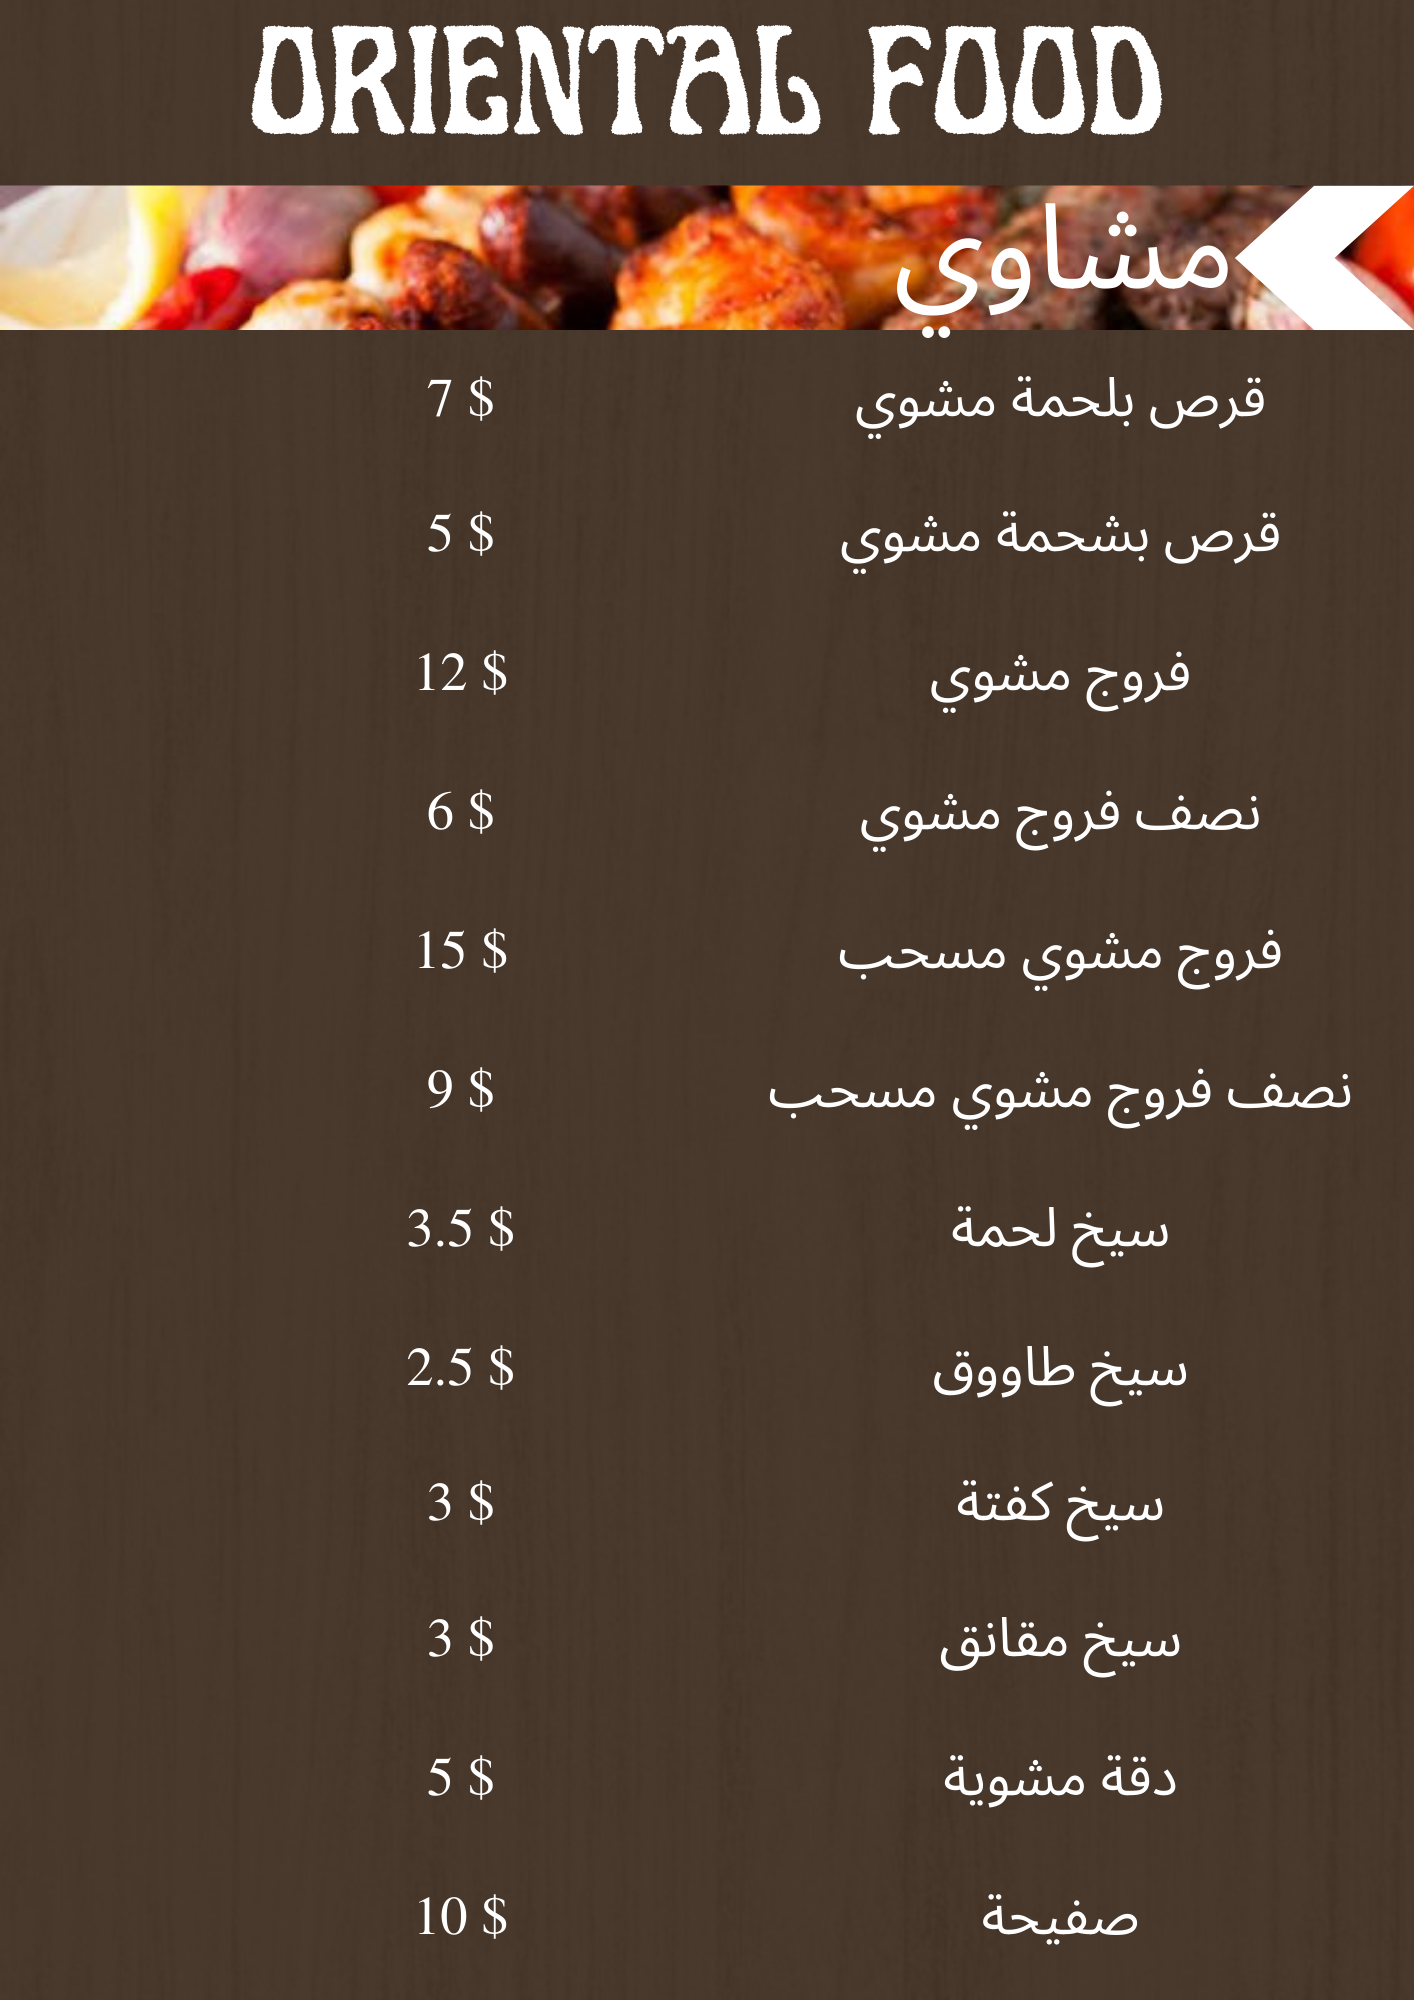 ORIENTAL FOOD
مشاوي
قرص بلحمة مشوي 7 $
قرص بشحمة مشوي 5 $
فروج مشوي 12 $
نصف فروج مشوي 6 $
فروج مشوي مسحب 15 $
نصف فروج مشوي مسحب 9 $
سيخ لحمة 3.5 $
سيخ طاووق 2.5 $
سيخ كفتة 3 $
سيخ مقانق 3 $
دقة مشوية 5 $
صفيحة 10 $